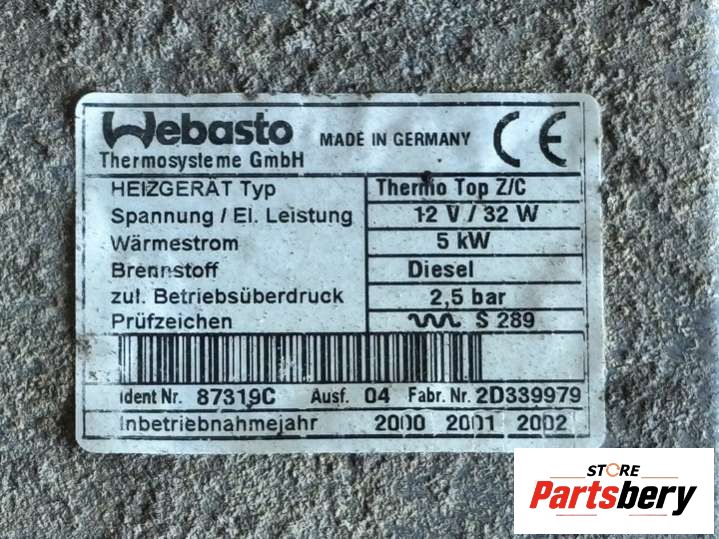 Webasto MADE IN GERMANY CE
Thermosysteme GmbH
HEIZGERÄT Typ Thermo Top Z/C
Spannung / El. Leistung 12 V / 32 W
Wärmestrom 5 kW
Brennstoff Diesel
zul. Betriebsüberdruck 2,5 bar
Prüfzeichen S 289
Ident Nr. 87319C Ausf. 04 Fabr. Nr. 2D339979
Inbetriebnahmejahr 2000 2001 2002
STORE
Partsbery